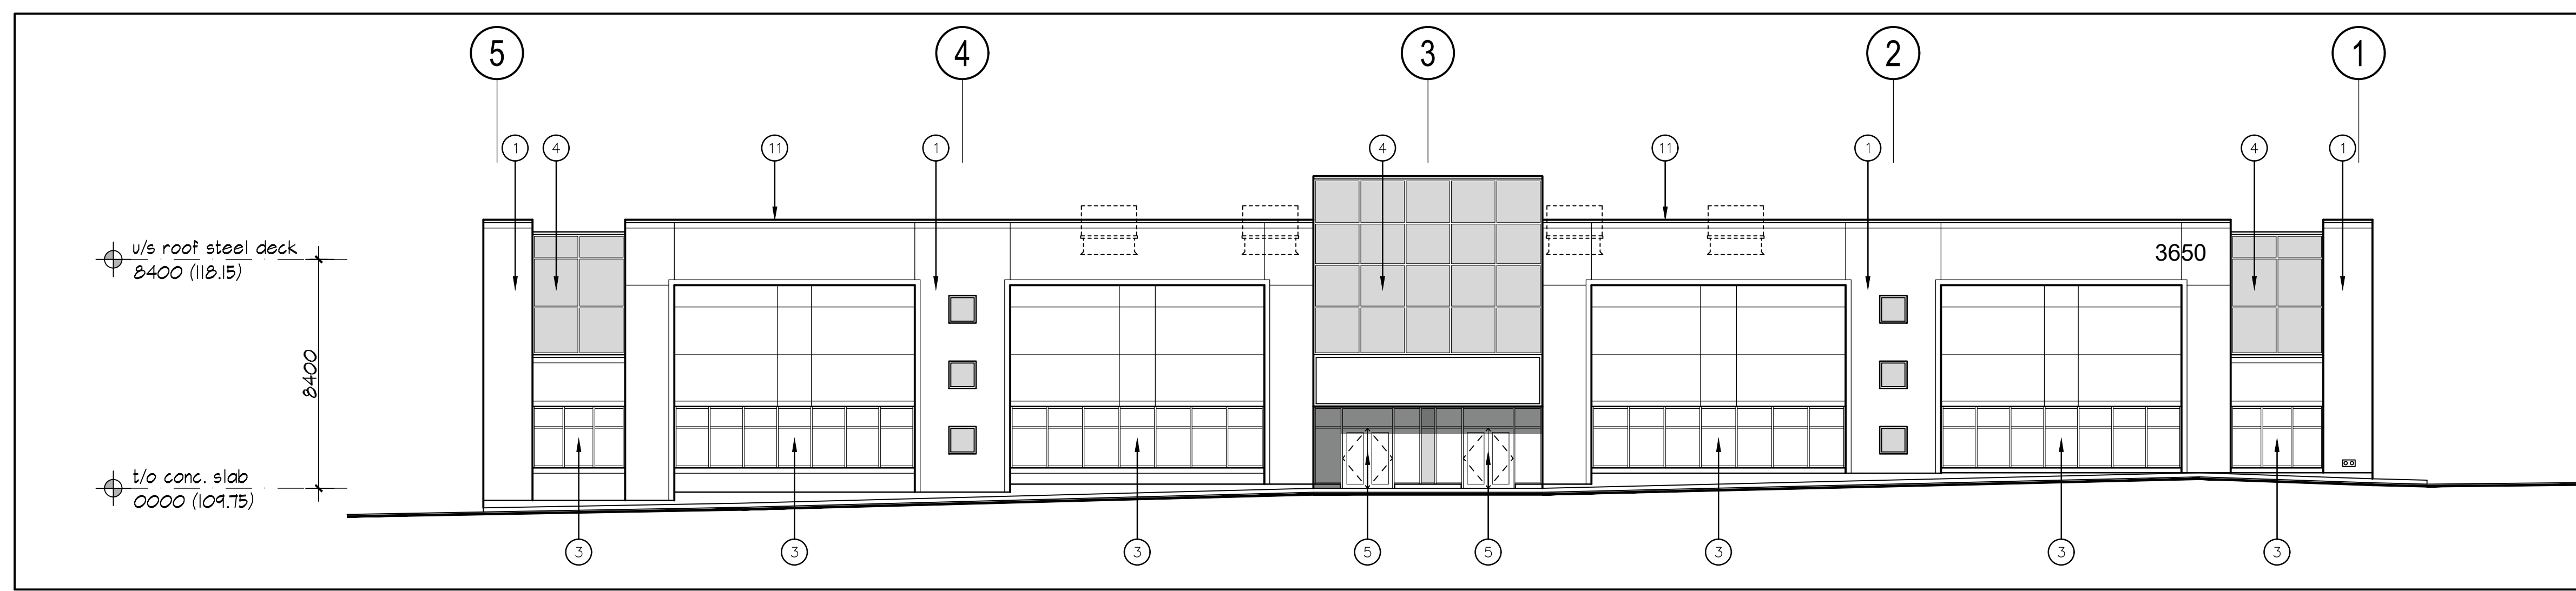 5 4 3 2 1
1 4 11 1 4 11 1 4 1
u/s roof steel deck
8400 (118.15)
3650
8400
t/o conc. slab
0000 (109.75)
3 3 3 5 5 3 3 3